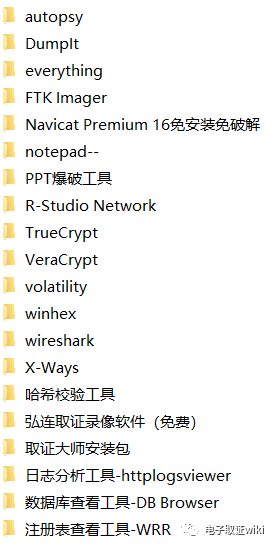 autopsy
DumpIt
everything
FTK Imager
Navicat Premium 16免安装免破解
notepad--
PPT爆破工具
R-Studio Network
TrueCrypt
VeraCrypt
volatility
winhex
wireshark
X-Ways
哈希校验工具
弘连取证录像软件（免费）
取证大师安装包
日志分析工具-httplogsviewer
数据库查看工具-DB Browser
注册表查看工具-WRR
电子取证wiki